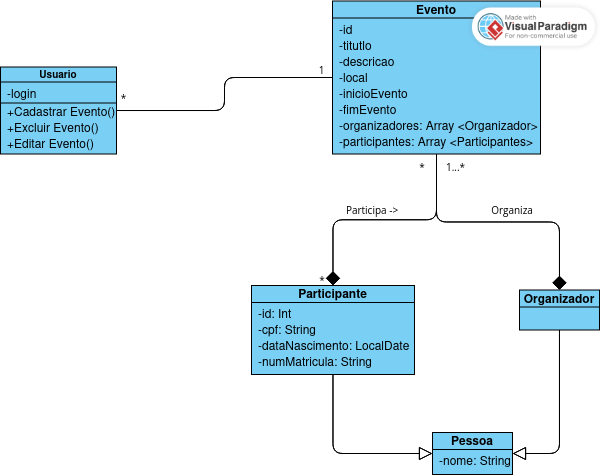 Evento
-id
-titutlo
-descricao
-local
-inicioEvento
-fimEvento
-organizadores: Array <Organizador>
-participantes: Array <Participantes>
Made with
Visual Paradigm
For non-commercial use
Usuario
-login
+Cadastrar Evento()
+Excluir Evento()
+Editar Evento()
*
1
*
1...*
Participa ->
Organiza
*
Participante
-id: Int
-cpf: String
-dataNascimento: LocalDate
-numMatricula: String
Organizador
Pessoa
-nome: String